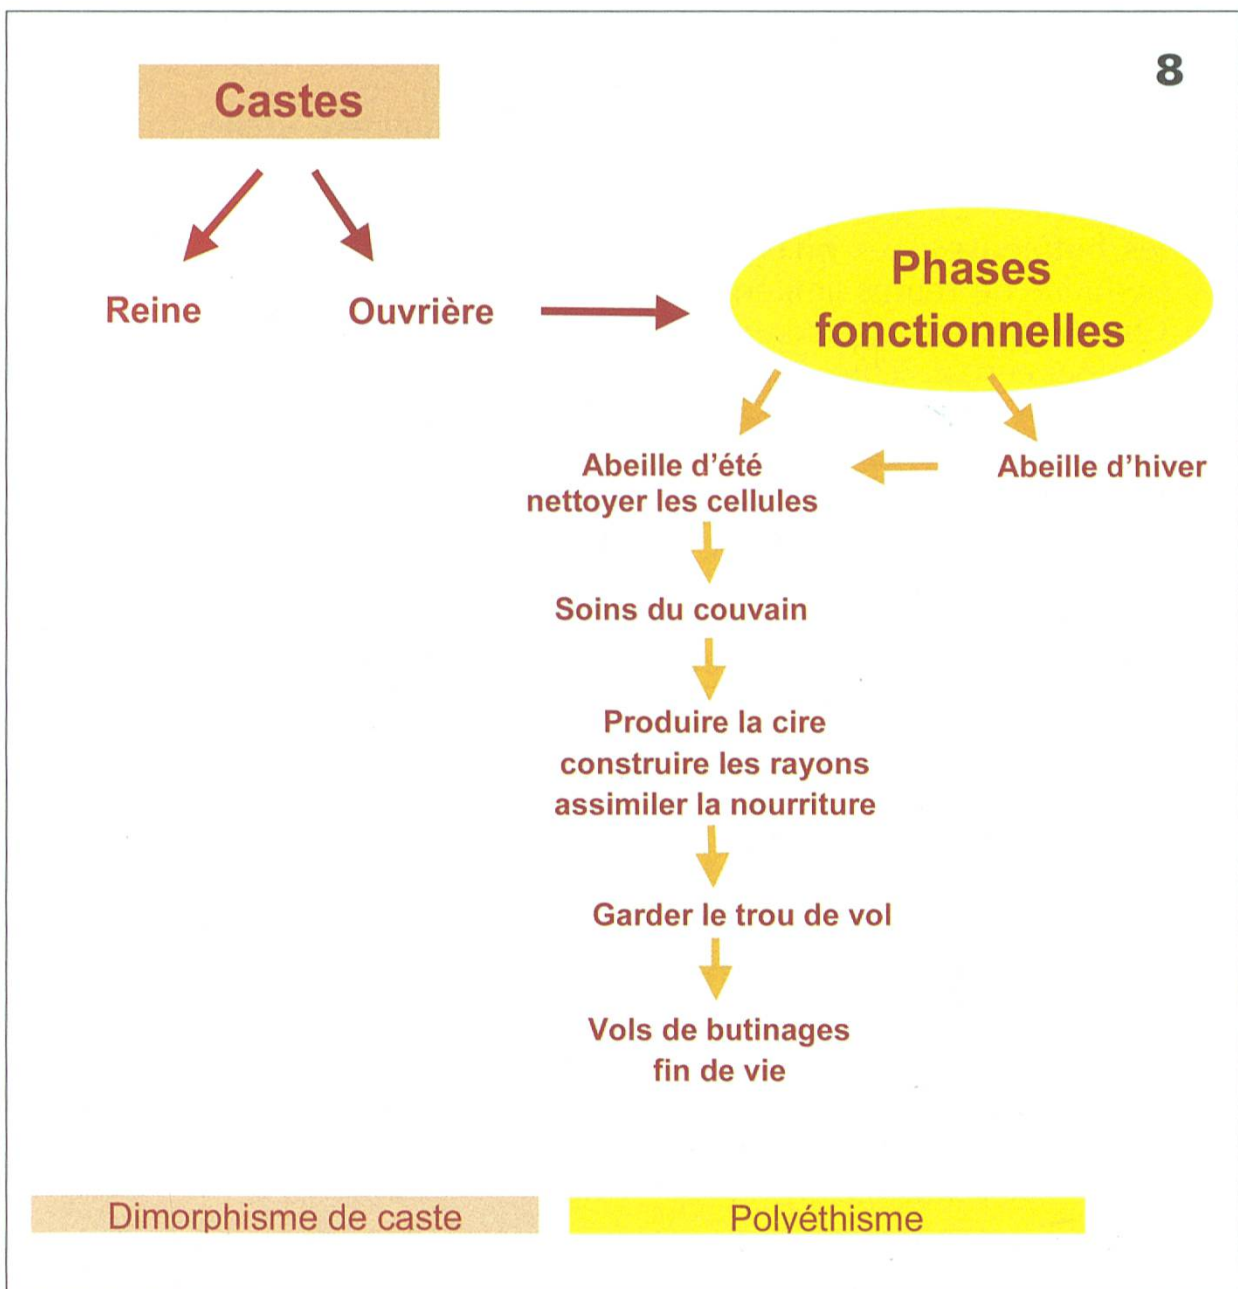 8
Castes
Reine
Ouvrière
Phases
fonctionnelles
Abeille d'été
nettoyer les cellules
Abeille d'hiver
Soins du couvain
Produire la cire
construire les rayons
assimiler la nourriture
Garder le trou de vol
Vols de butinages
fin de vie
Dimorphisme de caste
Polyéthisme